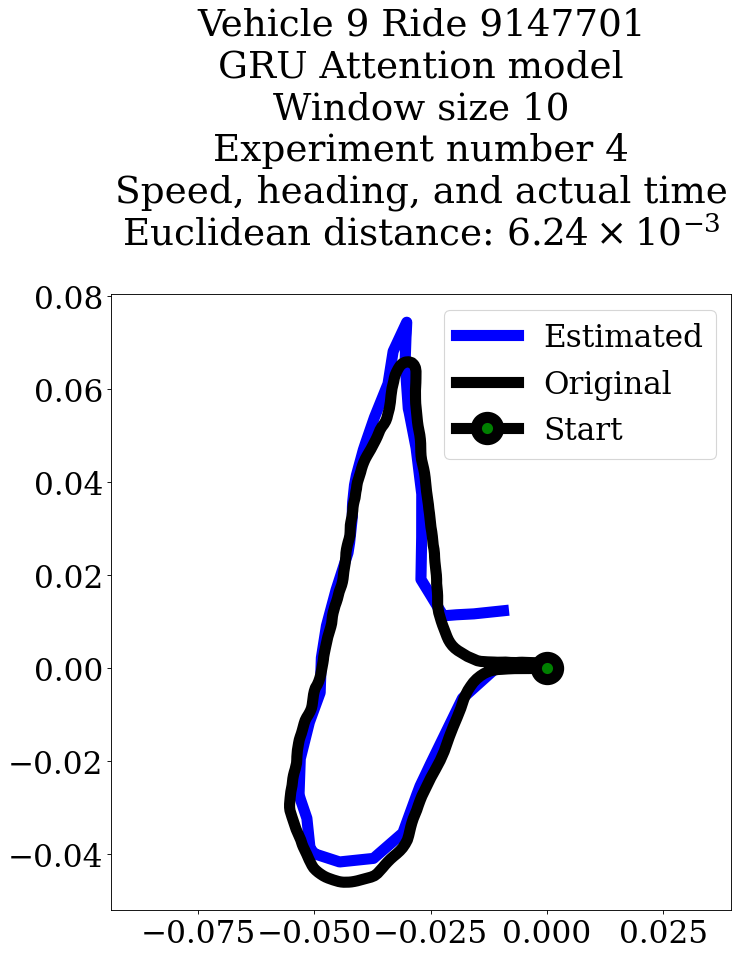 Vehicle 9 Ride 9147701
GRU Attention model
Window size 10
Experiment number 4
Speed, heading, and actual time
Euclidean distance: 6.24 × 10⁻³
Estimated
Original
Start
0.08
0.06
0.04
0.02
0.00
−0.02
−0.04
−0.075 −0.050 −0.025 0.000 0.025